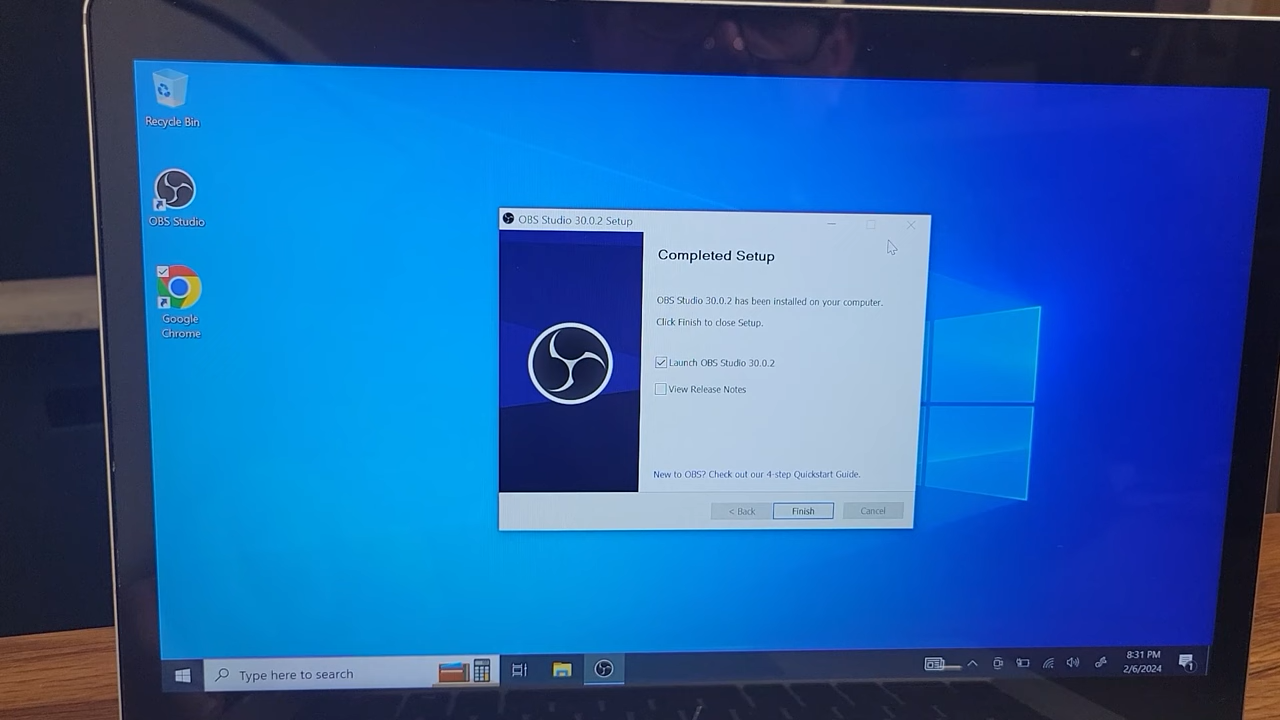 Recycle Bin
OBS Studio
Google
Chrome
OBS Studio 30.0.2 Setup
Completed Setup
OBS Studio 30.0.2 has been installed on your computer.
Click Finish to close Setup.
Launch OBS Studio 30.0.2
View Release Notes
New to OBS? Check out our 4-step Quickstart Guide.
< Back
Finish
Cancel
Type here to search
8:31 PM
2/6/2024
1